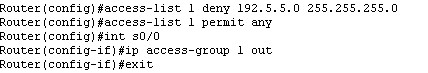 Router(config)#access-list 1 deny 192.5.5.0 255.255.255.0
Router(config)#access-list 1 permit any
Router(config)#int s0/0
Router(config-if)#ip access-group 1 out
Router(config-if)#exit